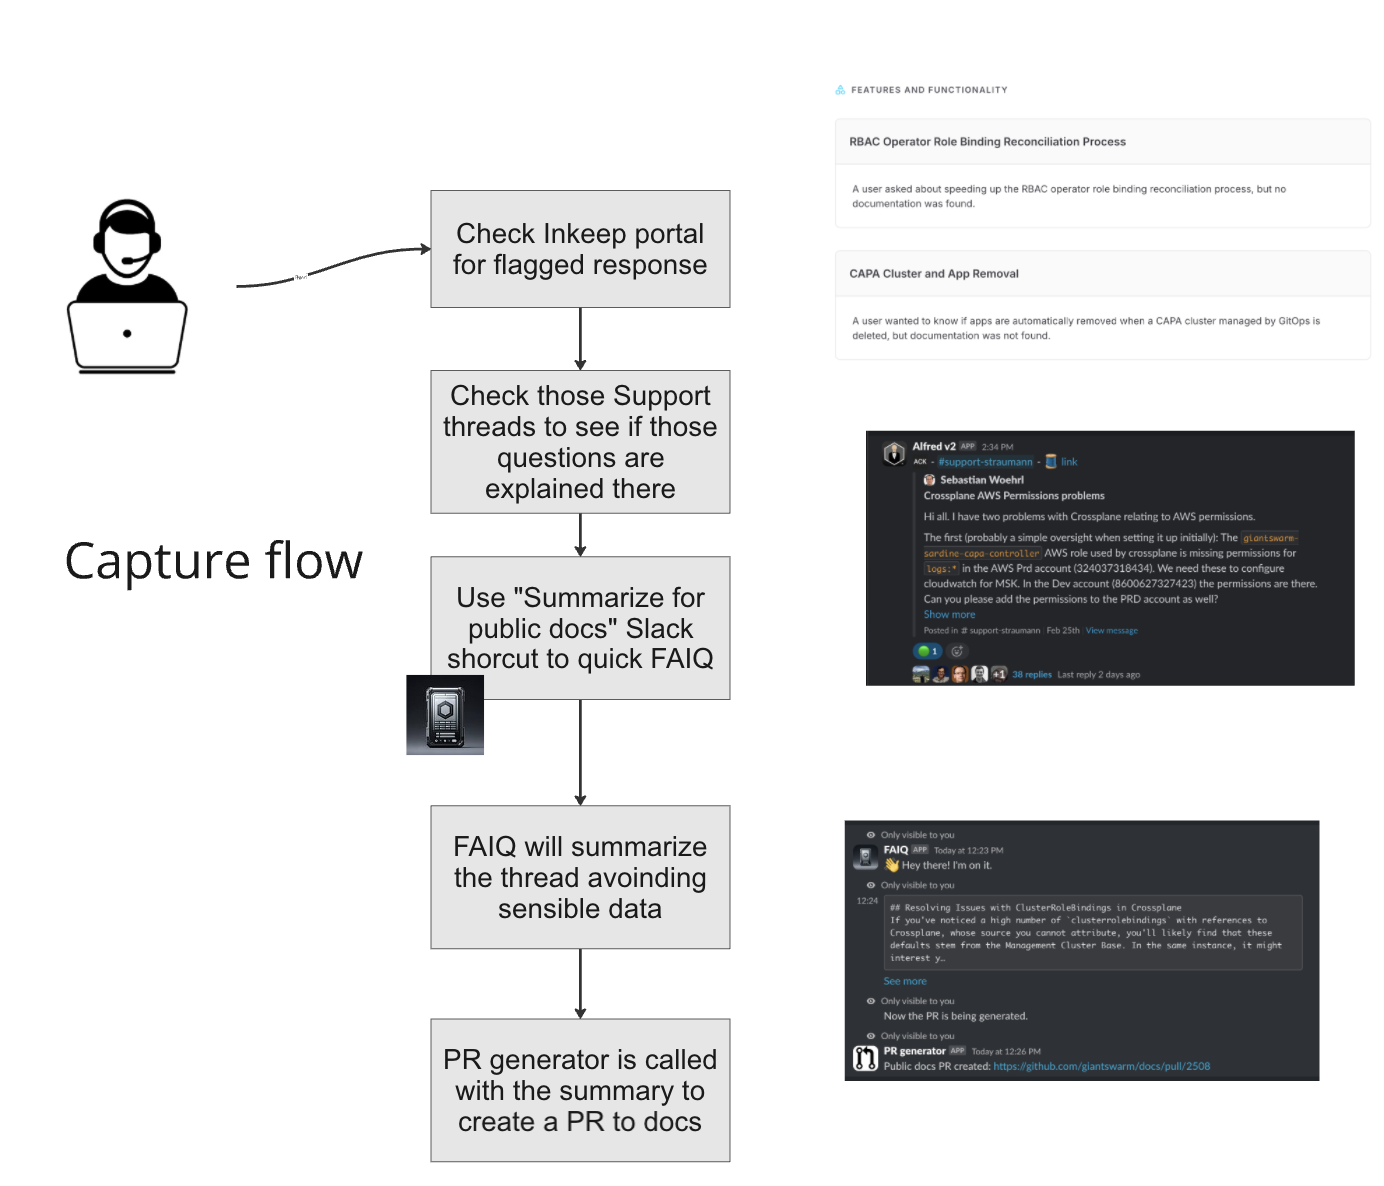 FEATURES AND FUNCTIONALITY
RBAC Operator Role Binding Reconciliation Process
A user asked about speeding up the RBAC operator role binding reconciliation process, but no
documentation was found.
CAPA Cluster and App Removal
A user wanted to know if apps are automatically removed when a CAPA cluster managed by GitOps is
deleted, but documentation was not found.
Check Inkeep portal
for flagged response
Check those Support
threads to see if those
questions are
explained there
Capture flow
Use "Summarize for
public docs" Slack
shorcut to quick FAIQ
FAIQ will summarize
the thread avoinding
sensible data
PR generator is called
with the summary to
create a PR to docs
Alfred v2 APP 2:34 PM
ACK - #support-straumann - link
Sebastian Woehrl
Crossplane AWS Permissions problems
Hi all. I have two problems with Crossplane relating to AWS permissions.
The first (probably a simple oversight when setting it up initially): The giantswarm-
sardine-capa-controller AWS role used by crossplane is missing permissions for
logs:* in the AWS Prd account (324037318434). We need these to configure
cloudwatch for MSK. In the Dev account (8600627327423) the permissions are there.
Can you please add the permissions to the PRD account as well?
Show more
Posted in # support-straumann Feb 25th View message
1
+1 38 replies Last reply 2 days ago
Only visible to you
FAIQ APP Today at 12:23 PM
👋 Hey there! I'm on it.
Only visible to you
12:24
## Resolving Issues with ClusterRoleBindings in Crossplane
If you've noticed a high number of `clusterrolebindings` with references to
Crossplane, whose source you cannot attribute, you'll likely find that these
defaults stem from the Management Cluster Base. In the same instance, it might
interest y…
See more
Only visible to you
Now the PR is being generated.
Only visible to you
PR generator APP Today at 12:26 PM
Public docs PR created: https://github.com/giantswarm/docs/pull/2508